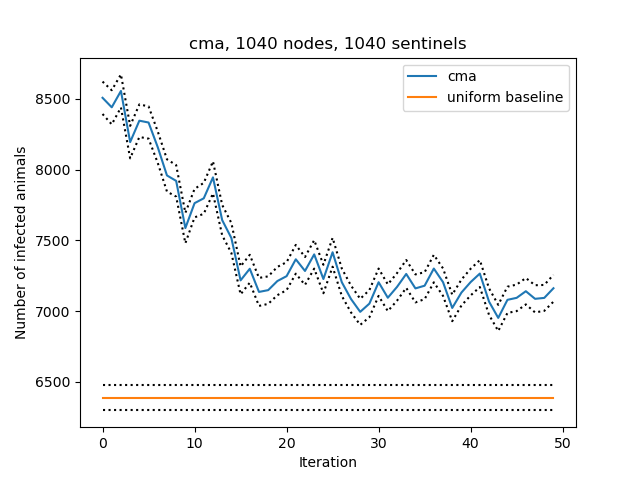 cma, 1040 nodes, 1040 sentinels
cma
uniform baseline
Number of infected animals
8500
8000
7500
7000
6500
0 10 20 30 40 50
Iteration